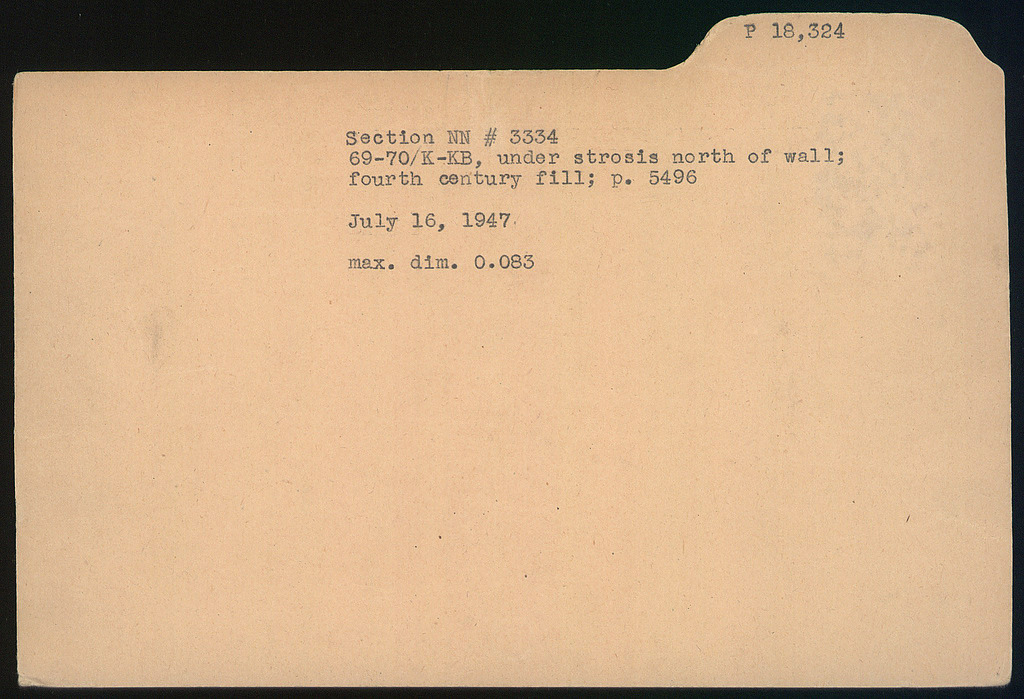 P 18,324
Section NN # 3334
69-70/K-KB, under strosis north of wall;
fourth century fill; p. 5496
July 16, 1947.
max. dim. 0.083